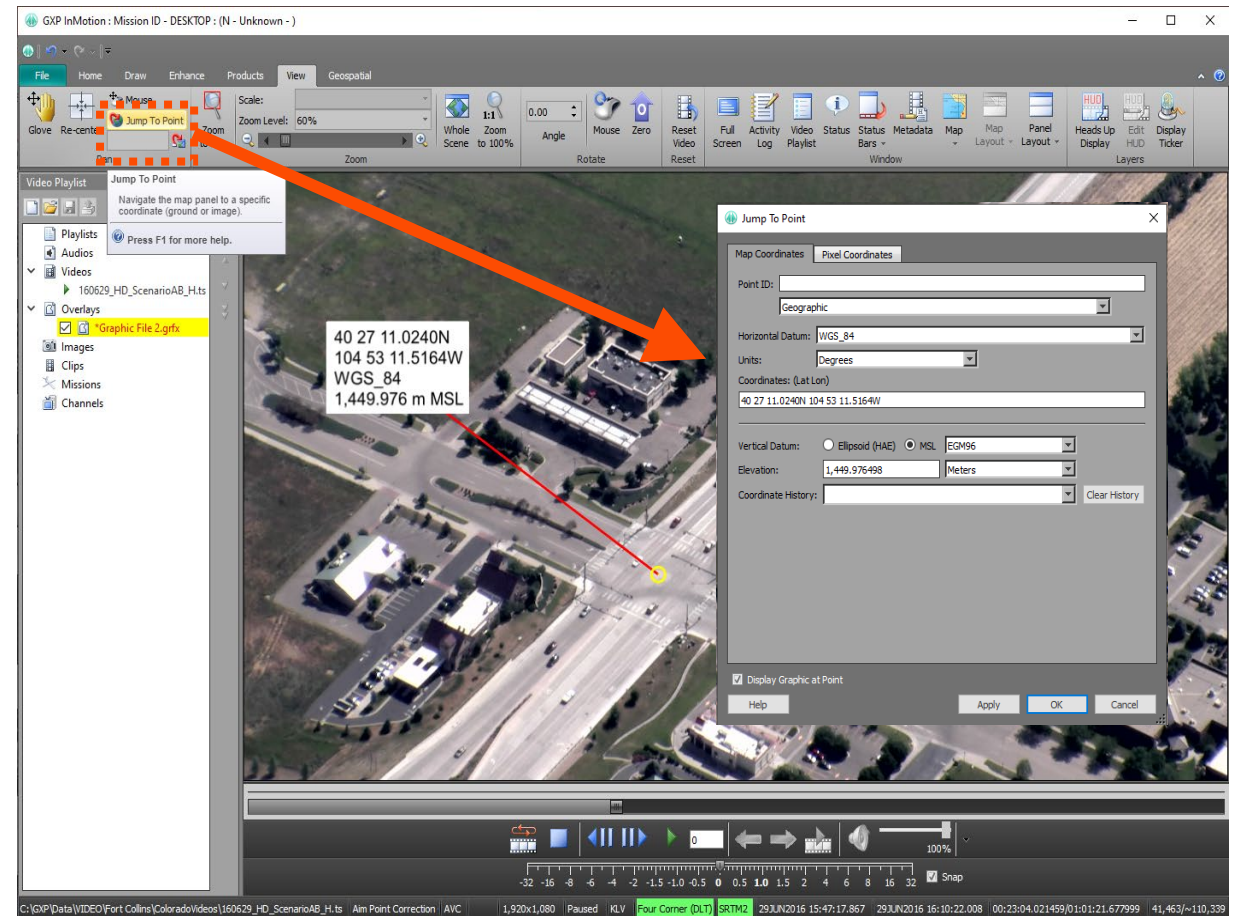 GXP InMotion : Mission ID - DESKTOP : (N - Unknown - )
File Home Draw Enhance Products View Geospatial
Glove
Re-cente
Mouse
Jump To Point
Pan
Zoom
to
Scale:
Zoom Level: 60%
Whole Scene
1:1
Zoom to 100%
Zoom
0.00
Angle
Mouse
Zero
Rotate
Reset Video
Reset
Full Screen
Activity Log
Video Playlist
Status
Status Bars
Metadata
Map
Map Layout
Panel Layout
Window
HUD
Heads Up Display
HUD
Edit HUD
Display Ticker
Layers
Jump To Point
Navigate the map panel to a specific
coordinate (ground or image).
Press F1 for more help.
Video Playlist
Playlists
Audios
Videos
160629_HD_ScenarioAB_H.ts
Overlays
*Graphic File 2.grfx
Images
Clips
Missions
Channels
40 27 11.0240N
104 53 11.5164W
WGS_84
1,449.976 m MSL
Jump To Point
Map Coordinates Pixel Coordinates
Point ID:
Geographic
Horizontal Datum: WGS_84
Units: Degrees
Coordinates: (Lat Lon)
40 27 11.0240N 104 53 11.5164W
Vertical Datum: Ellipsoid (HAE) MSL EGM96
Elevation: 1,449.976498 Meters
Coordinate History: Clear History
Display Graphic at Point
Help Apply OK Cancel
0
100%
-32 -16 -8 -6 -4 -2 -1.5 -1.0 -0.5 0 0.5 1.0 1.5 2 4 6 8 16 32 Snap
C:\GXP\Data\VIDEO\Fort Collins\ColoradoVideos\160629_HD_ScenarioAB_H.ts Aim Point Correction AVC 1,920x1,080 Paused KLV Four Corner (DLT) SRTM2 29JUN2016 15:47:17.867 29JUN2016 16:10:22.008 00:23:04.021459/01:01:21.677999 41,463/~110,339